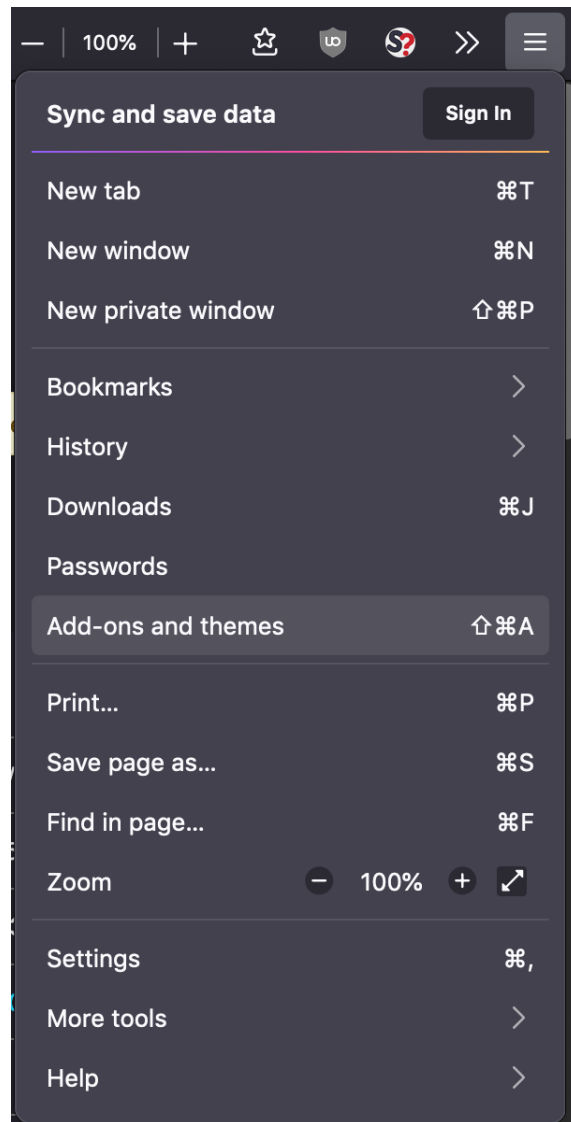 100%
Sync and save data Sign In
New tab ⌘T
New window ⌘N
New private window ⇧⌘P
Bookmarks
History
Downloads ⌘J
Passwords
Add-ons and themes ⇧⌘A
Print... ⌘P
Save page as... ⌘S
Find in page... ⌘F
Zoom 100%
Settings ⌘,
More tools
Help